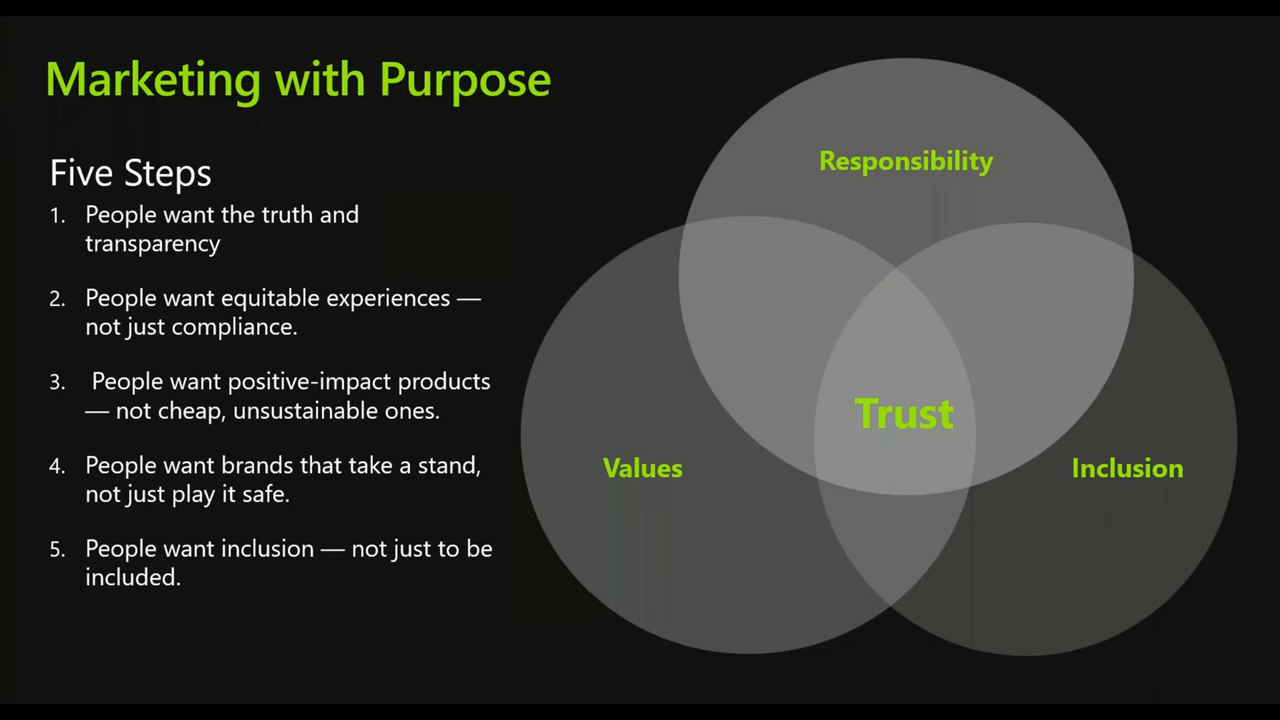 Marketing with Purpose
Five Steps
1. People want the truth and
transparency
2. People want equitable experiences —
not just compliance.
3. People want positive-impact products
— not cheap, unsustainable ones.
4. People want brands that take a stand,
not just play it safe.
5. People want inclusion — not just to be
included.
Responsibility
Trust
Values
Inclusion